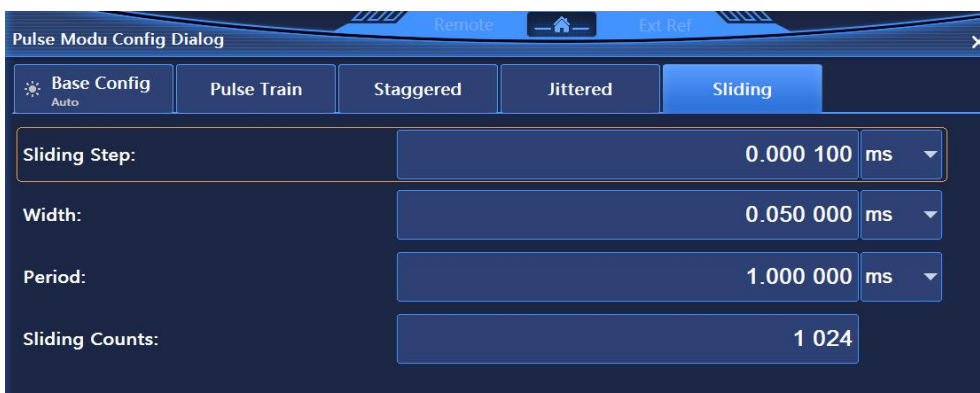 Remote Ext Ref
Pulse Modu Config Dialog
Base Config
Auto
Pulse Train
Staggered
Jittered
Sliding
Sliding Step: 0.000 100 ms
Width: 0.050 000 ms
Period: 1.000 000 ms
Sliding Counts: 1 024